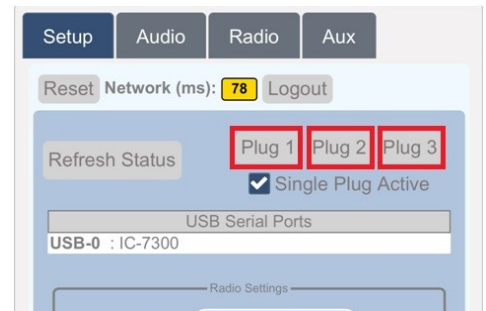 Setup Audio Radio Aux
Reset Network (ms): 78 Logout
Refresh Status Plug 1 Plug 2 Plug 3
Single Plug Active
USB Serial Ports
USB-0 : IC-7300
Radio Settings